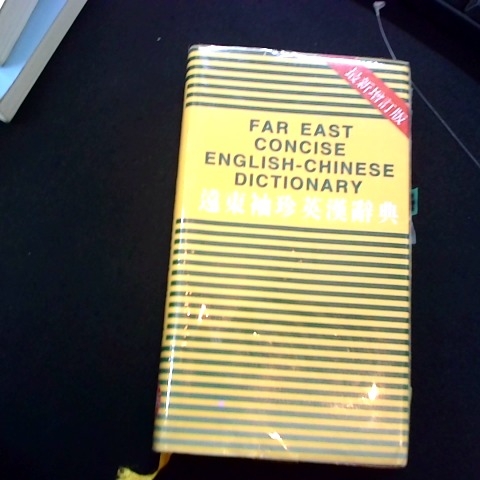 最新增訂版
FAR EAST
CONCISE
ENGLISH-CHINESE
DICTIONARY
遠東袖珍英漢辭典